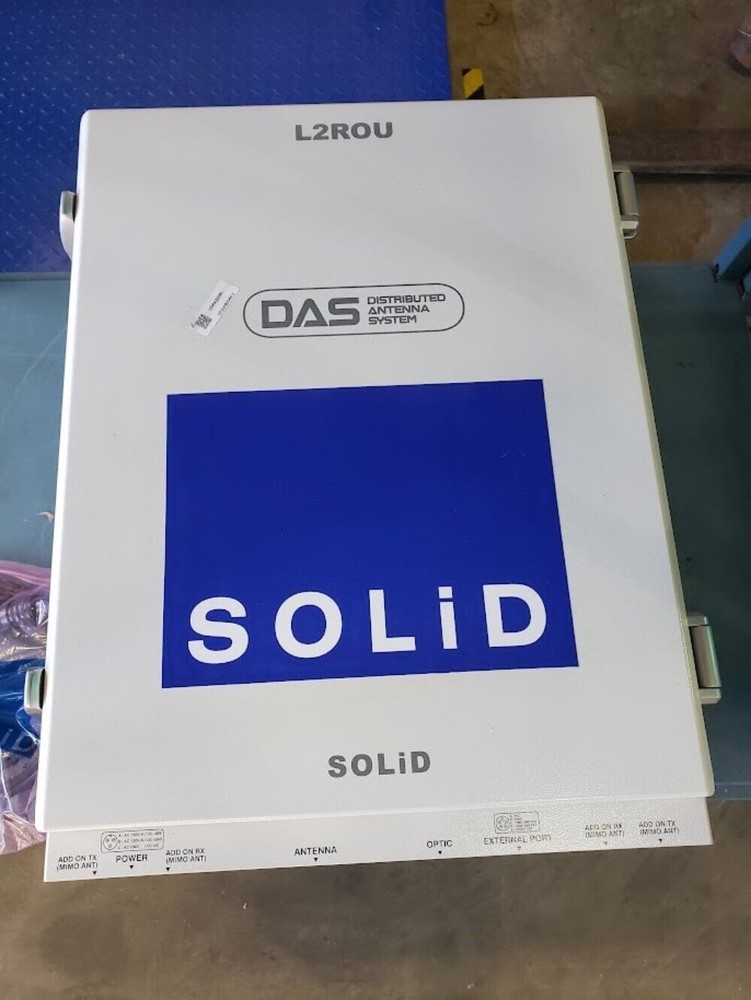 L2ROU
DAS
DISTRIBUTED
ANTENNA
SYSTEM
SOLiD
SOLiD
ADD ON TX
(MIMO ANT)
POWER
ADD ON RX
(MIMO ANT)
ANTENNA
OPTIC
EXTERNAL PORT
ADD ON RX
(MIMO ANT)
ADD ON TX
(MIMO ANT)